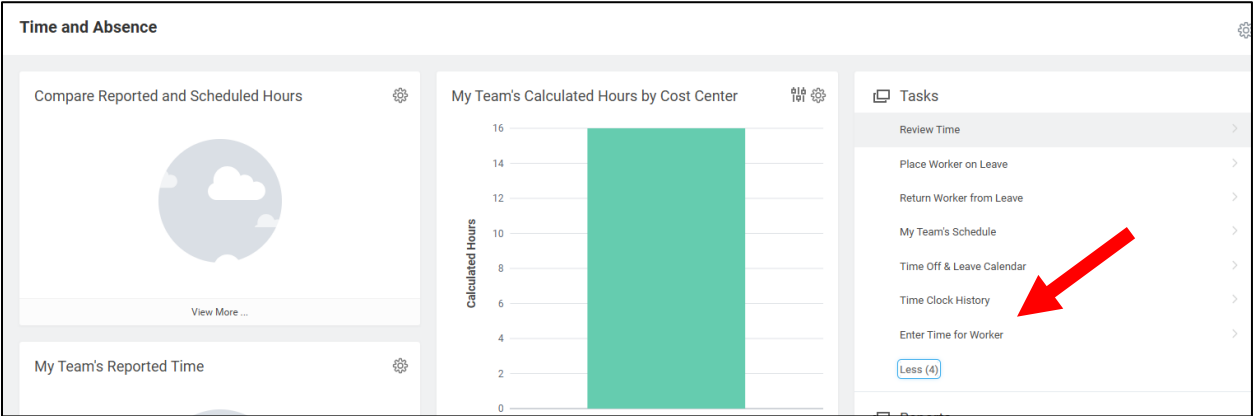 Time and Absence
Compare Reported and Scheduled Hours
View More ...
My Team's Reported Time
My Team's Calculated Hours by Cost Center
Calculated Hours
16
14
12
10
8
6
4
2
0
Tasks
Review Time
Place Worker on Leave
Return Worker from Leave
My Team's Schedule
Time Off & Leave Calendar
Time Clock History
Enter Time for Worker
Less (4)